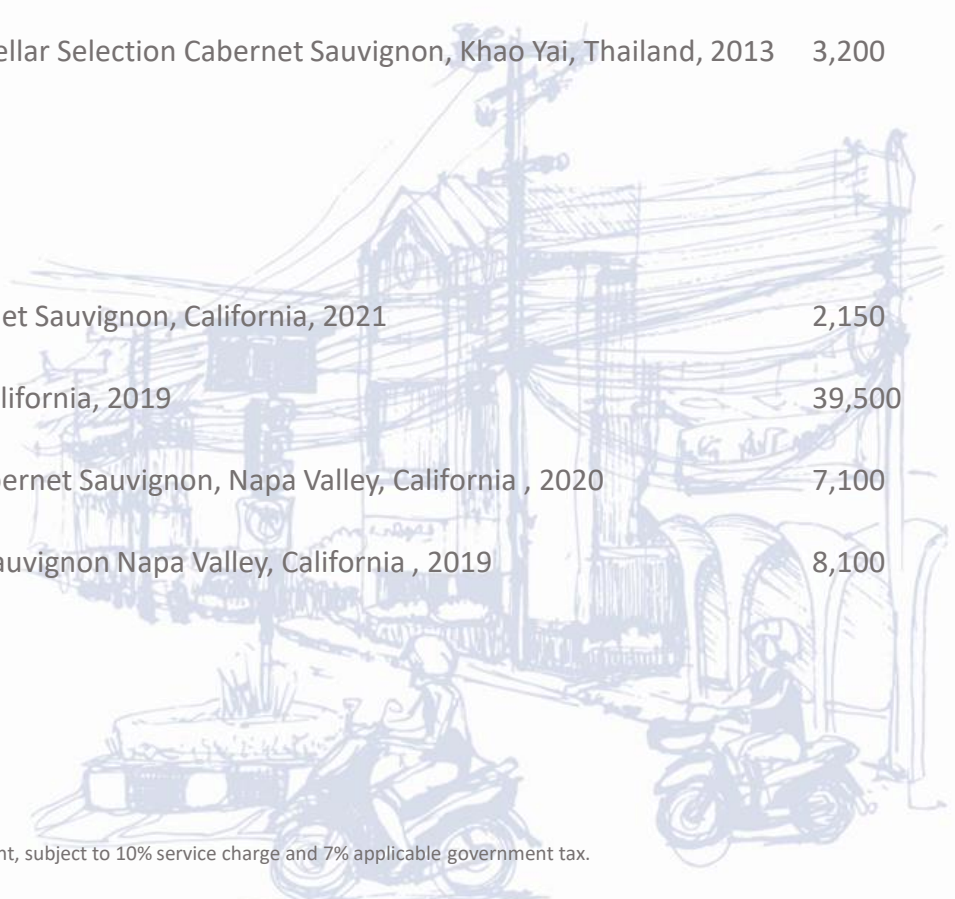 ellar Selection Cabernet Sauvignon, Khao Yai, Thailand, 2013 3,200
et Sauvignon, California, 2021 2,150
lifornia, 2019 39,500
ernet Sauvignon, Napa Valley, California , 2020 7,100
auvignon Napa Valley, California , 2019 8,100
nt, subject to 10% service charge and 7% applicable government tax.